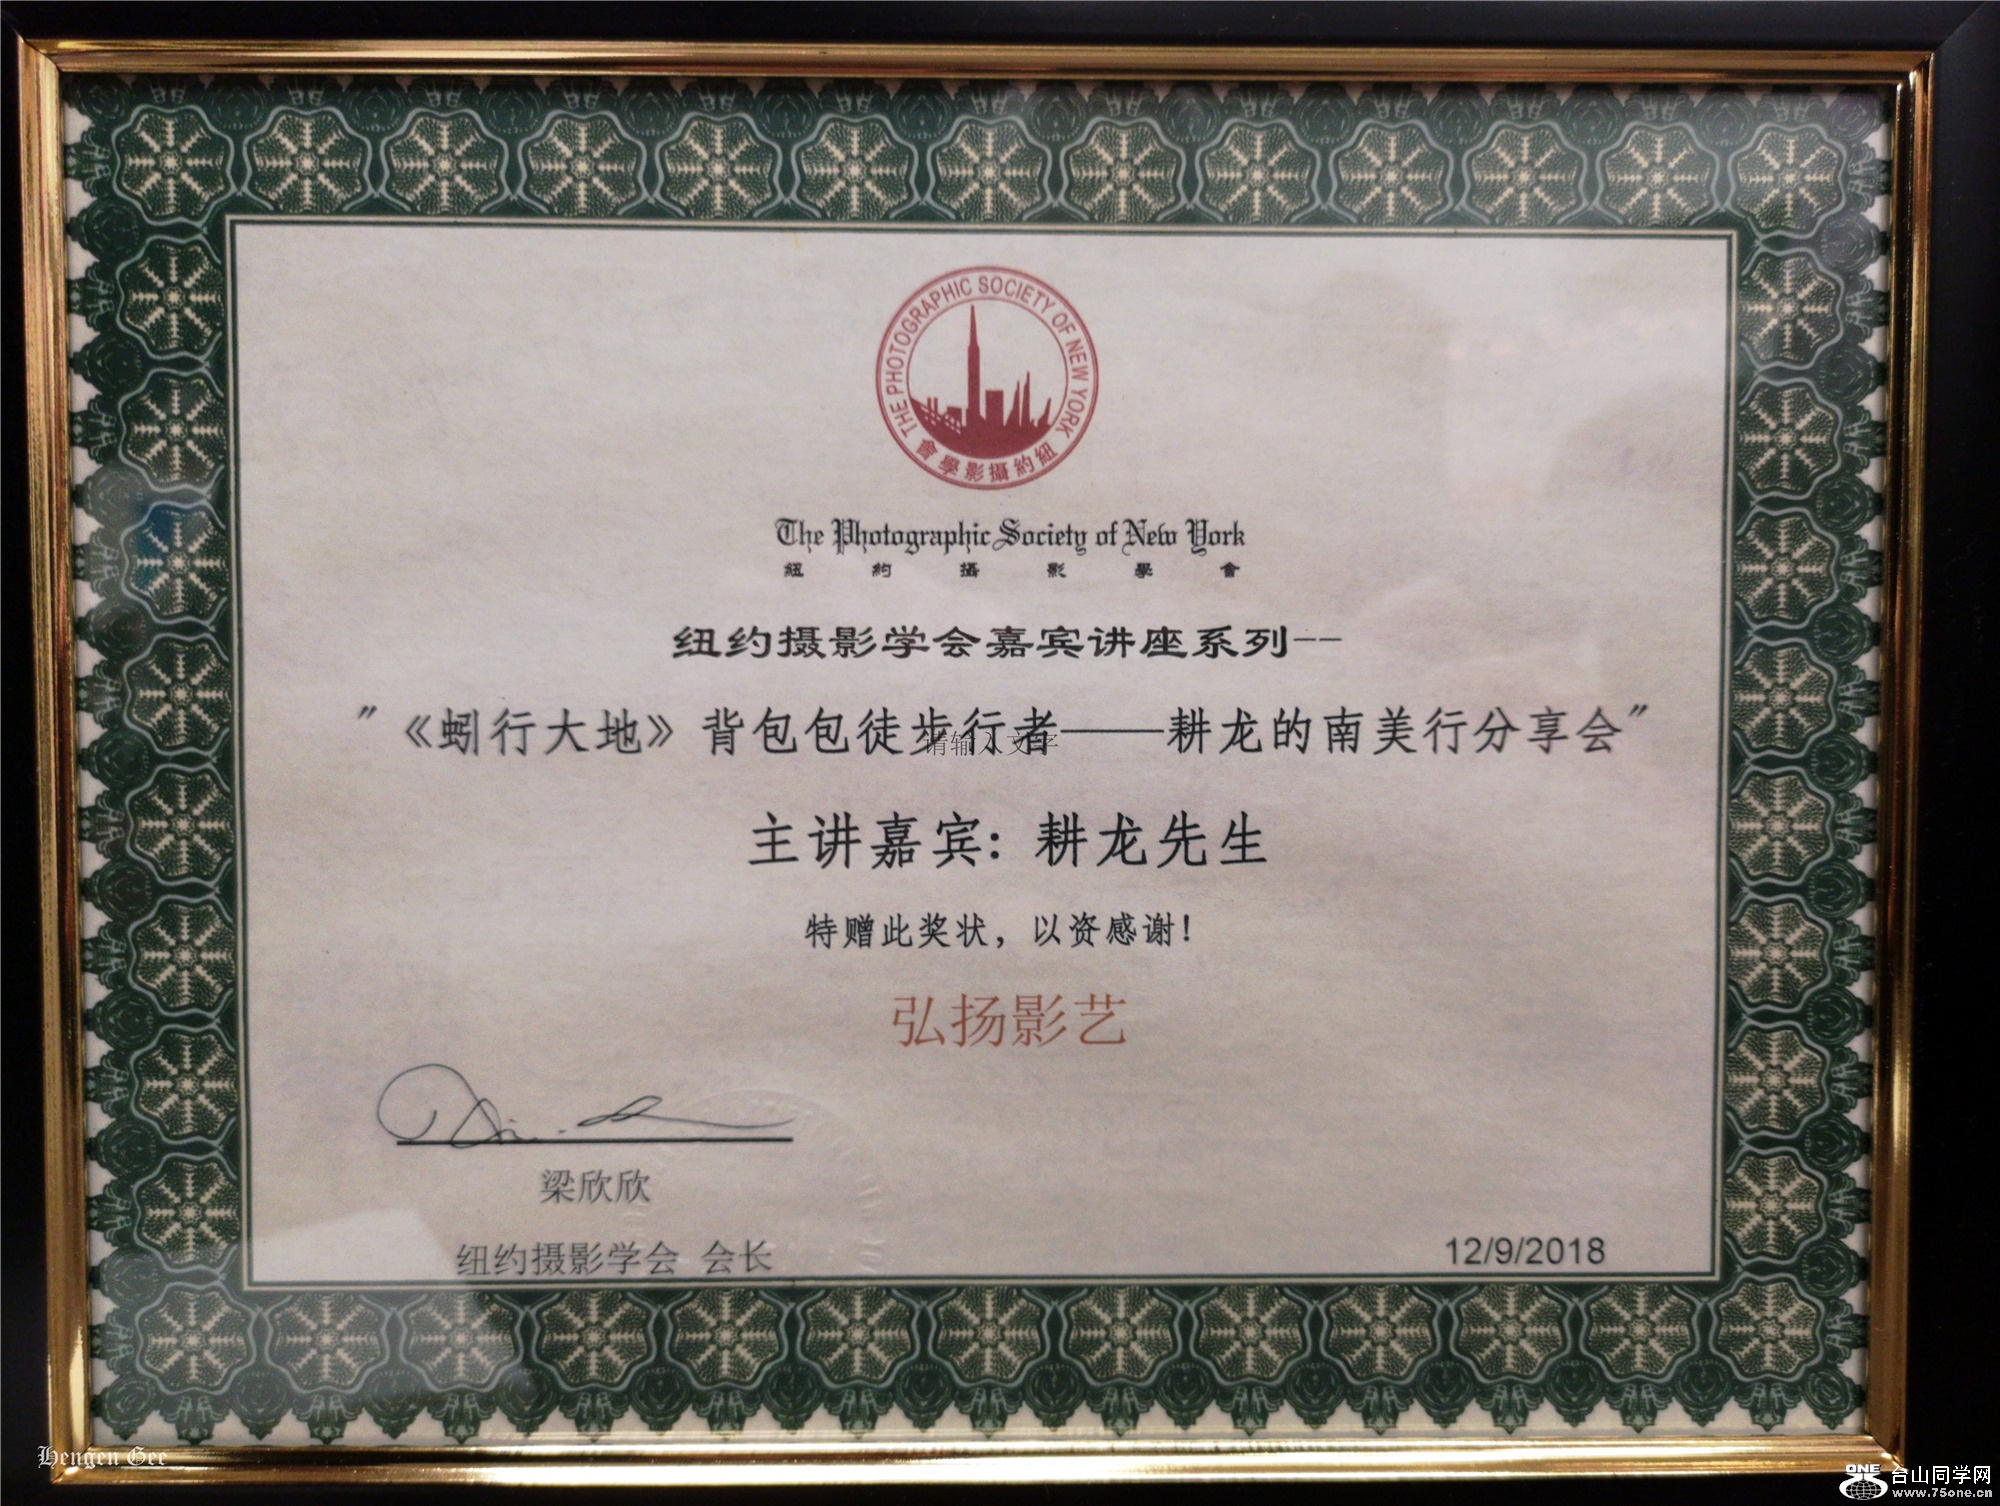 THE PHOTOGRAPHIC SOCIETY OF NEW YORK
會學影攝約紐
The Photographic Society of New York
紐約攝影學會
纽约摄影学会嘉宾讲座系列--
"《蚓行大地》背包包徒步行者——耕龙的南美行分享会"
请输入文字
主讲嘉宾: 耕龙先生
特赠此奖状，以资感谢!
弘扬影艺
梁欣欣
纽约摄影学会 会长
12/9/2018
Hengen Gee
ONE 台山同学网
www.75one.cn